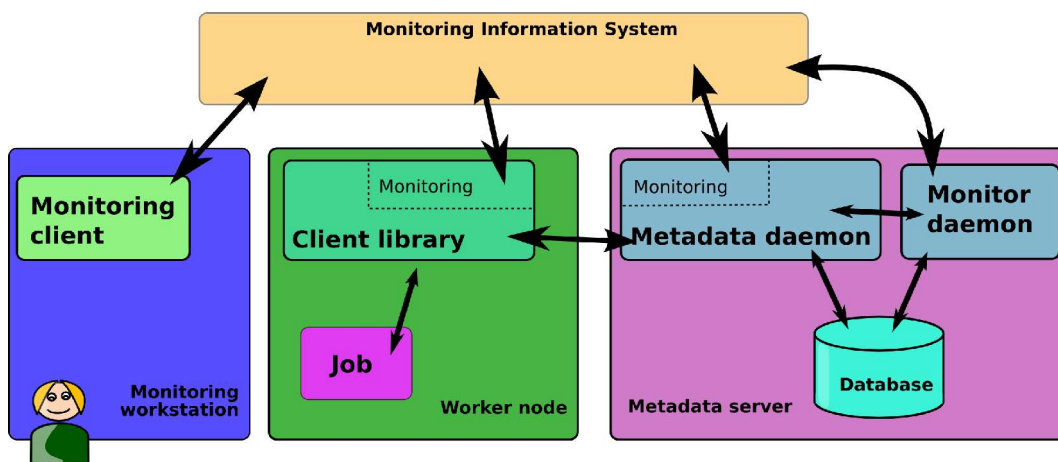 Monitoring Information System
Monitoring
client
Monitoring
workstation
Monitoring
Client library
Job
Worker node
Monitoring
Metadata daemon
Monitor
daemon
Database
Metadata server